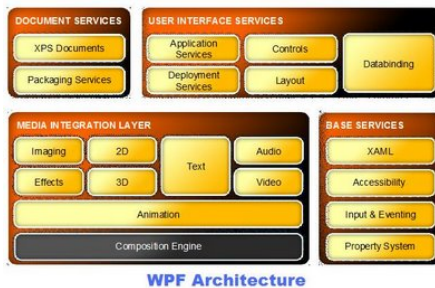 DOCUMENT SERVICES
XPS Documents
Packaging Services
USER INTERFACE SERVICES
Application
Services
Controls
Deployment
Services
Layout
Databinding
MEDIA INTEGRATION LAYER
Imaging
2D
Text
Audio
Effects
3D
Video
Animation
Composition Engine
BASE SERVICES
XAML
Accessibility
Input & Eventing
Property System
WPF Architecture